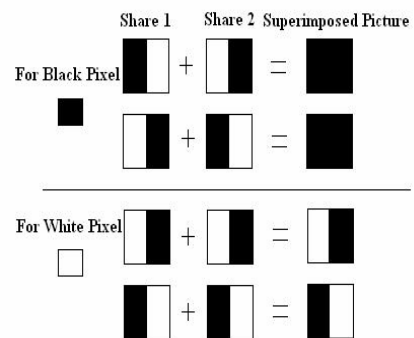 Share 1 Share 2 Superimposed Picture
For Black Pixel
+ =
+ =
For White Pixel
+ =
+ =